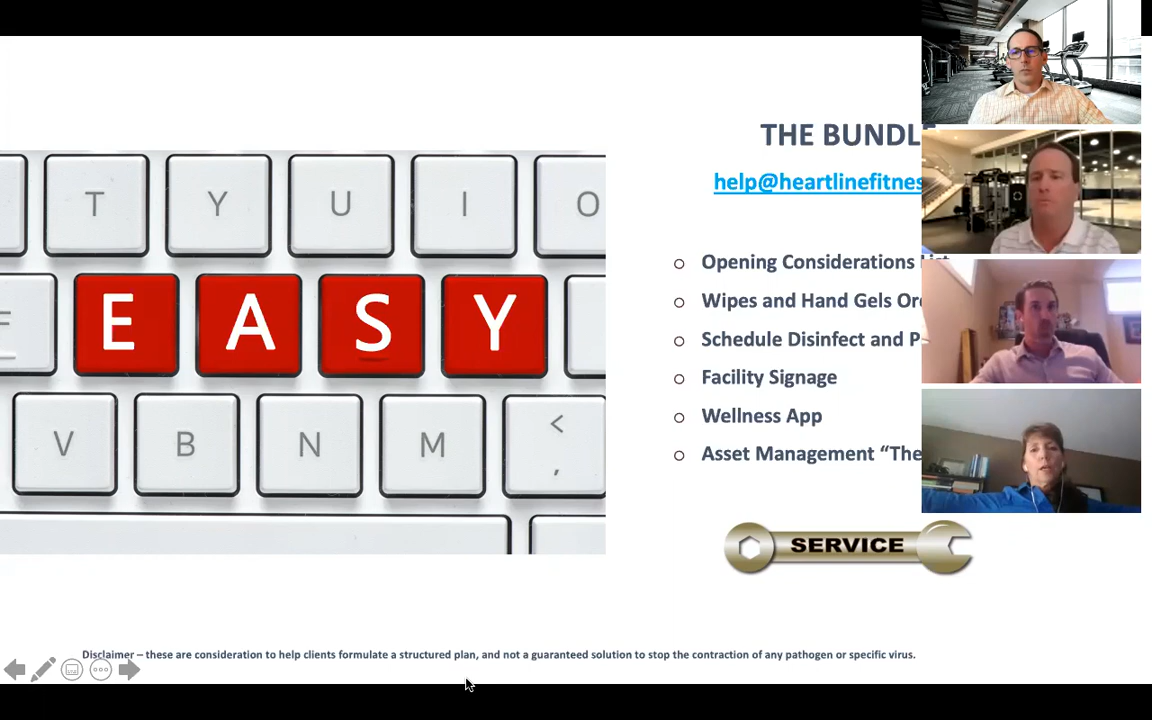 THE BUNDL
help@heartlinefitnes
T Y U I O
E A S Y
V B N M <
,
Opening Considerations List
Wipes and Hand Gels Or
Schedule Disinfect and P
Facility Signage
Wellness App
Asset Management “The
SERVICE
Disclaimer – these are consideration to help clients formulate a structured plan, and not a guaranteed solution to stop the contraction of any pathogen or specific virus.